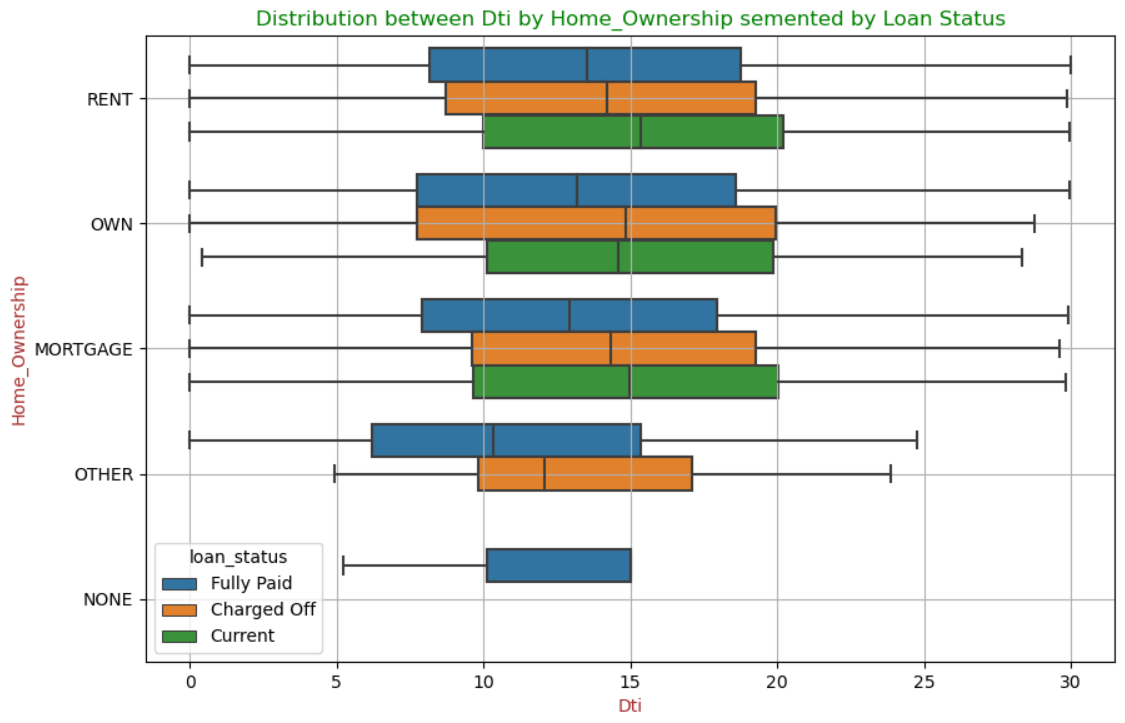 Distribution between Dti by Home_Ownership semented by Loan Status
Home_Ownership
RENT
OWN
MORTGAGE
OTHER
NONE
loan_status
Fully Paid
Charged Off
Current
0 5 10 15 20 25 30
Dti